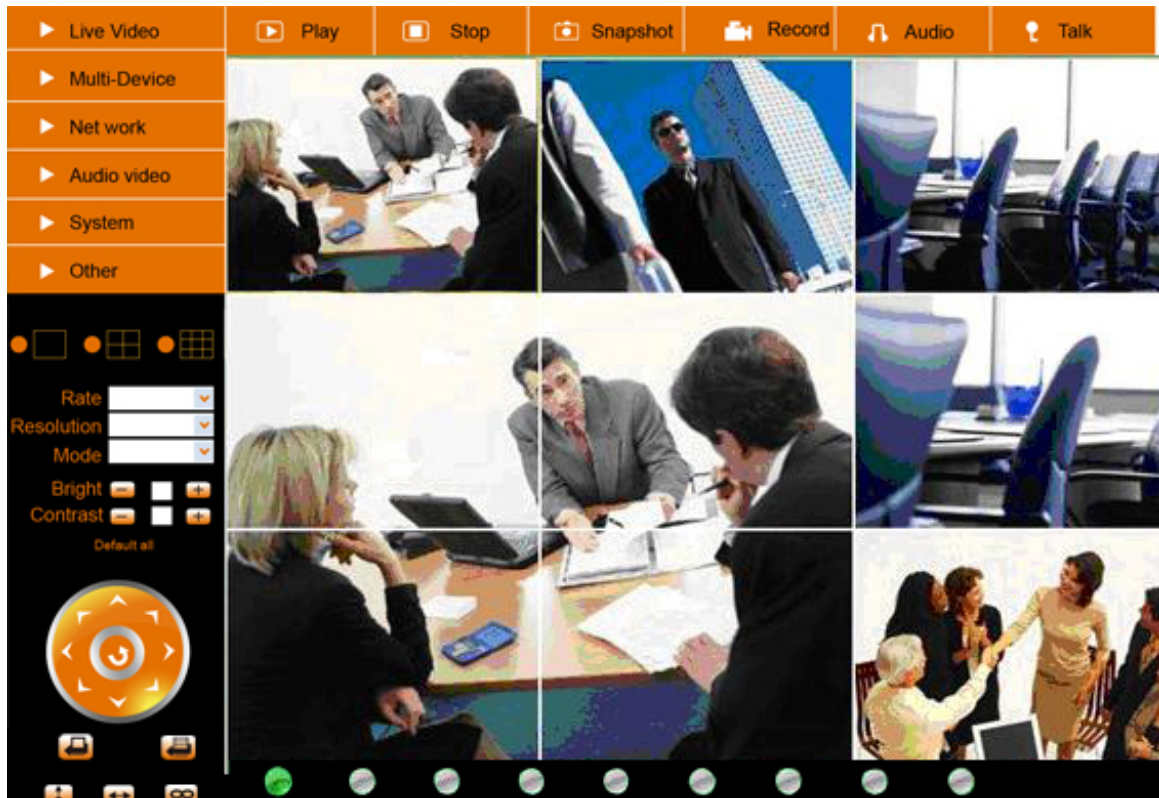 Live Video
Play
Stop
Snapshot
Record
Audio
Talk
Multi-Device
Net work
Audio video
System
Other
Rate
Resolution
Mode
Bright
Contrast
Default all